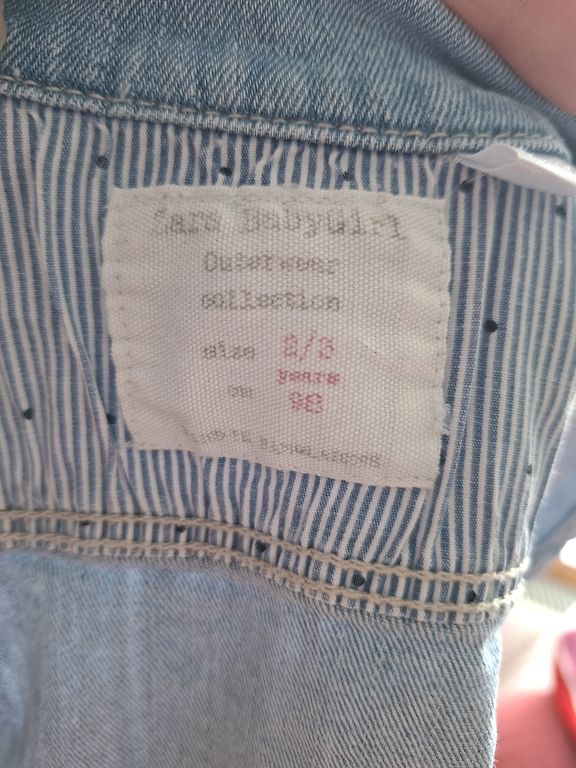 Zara BabyGirl
Outerwear
collection
size 2/3
years
cm 98